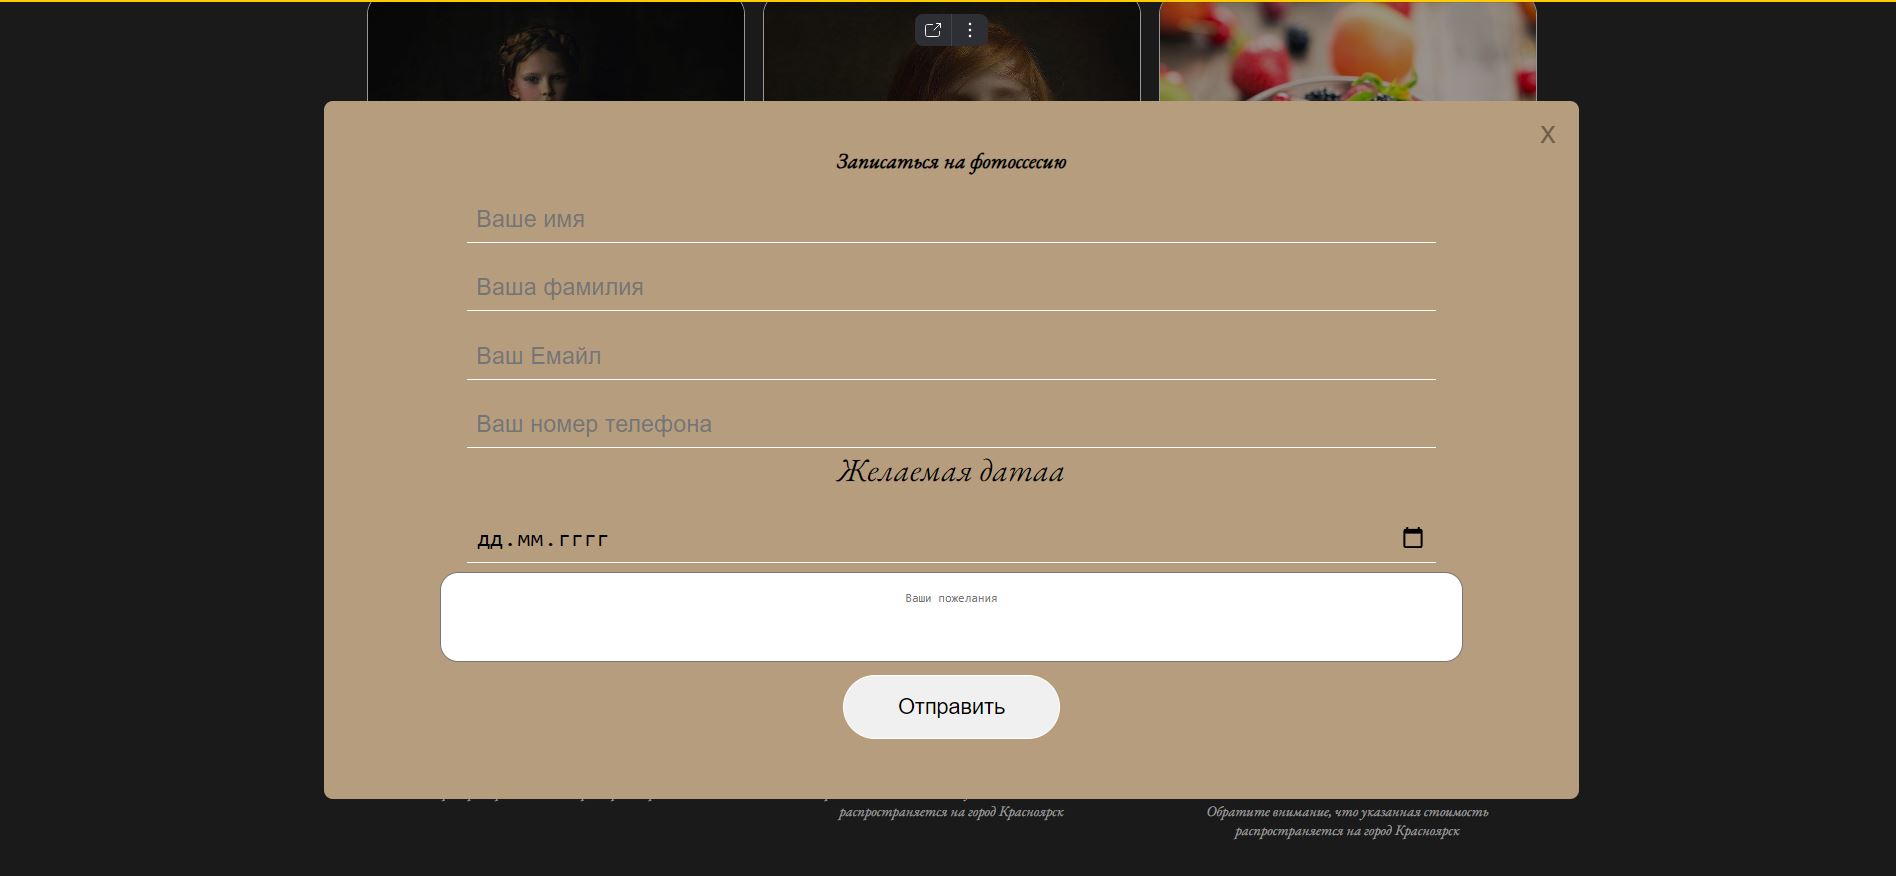 X
Записаться на фотоссесию
Ваше имя
Ваша фамилия
Ваш Емайл
Ваш номер телефона
Желаемая датаа
дд.мм.гггг
Ваши пожелания
Отправить
распространяется на город Красноярск
Обратите внимание, что указанная стоимость
распространяется на город Красноярск